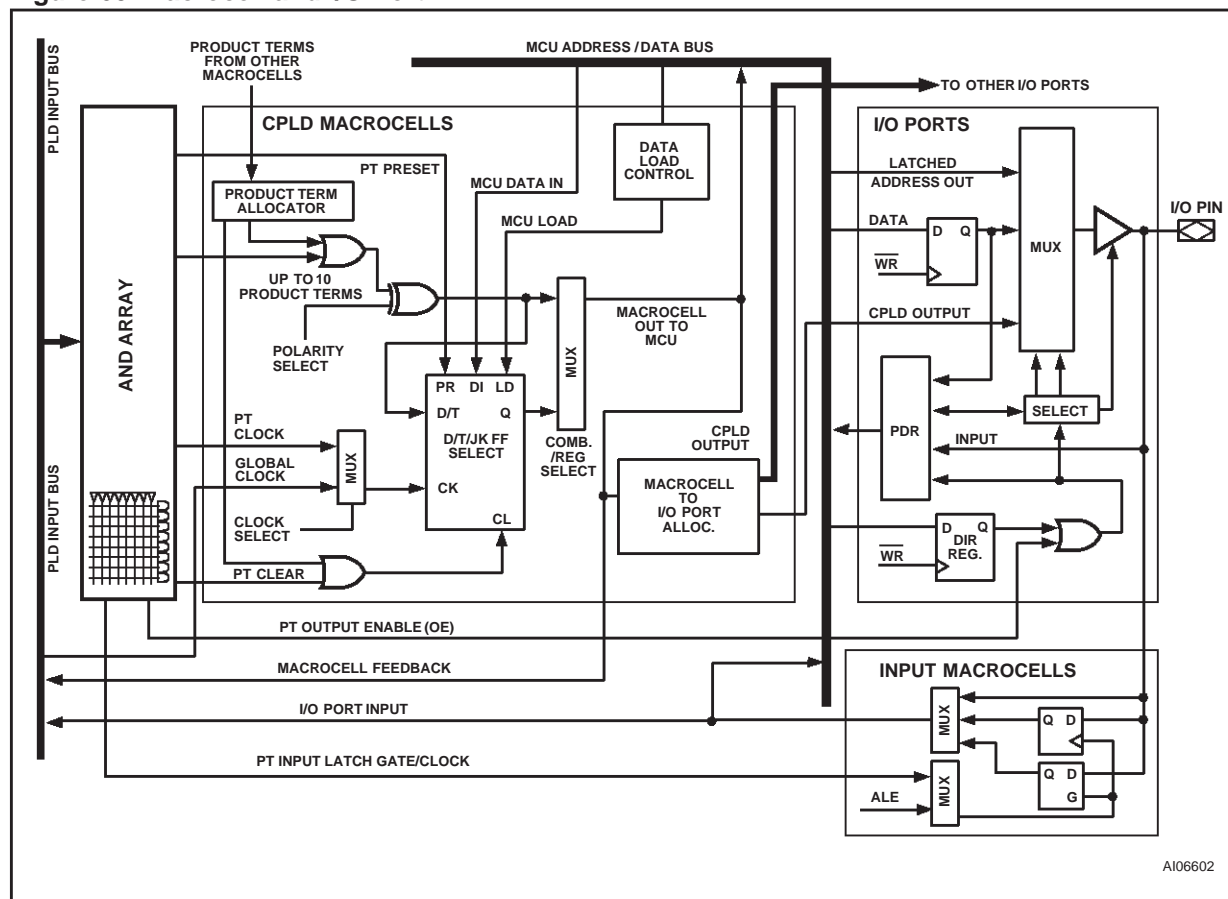 PLD INPUT BUS
PLD INPUT BUS
AND ARRAY
PRODUCT TERMS
FROM OTHER
MACROCELLS
MCU ADDRESS / DATA BUS
TO OTHER I/O PORTS
CPLD MACROCELLS
PT PRESET
PRODUCT TERM
ALLOCATOR
MCU DATA IN
MCU LOAD
DATA
LOAD
CONTROL
UP TO 10
PRODUCT TERMS
POLARITY
SELECT
PR DI LD
D/T Q
D/T/JK FF
SELECT
CK
CL
MUX
COMB.
/REG
SELECT
MACROCELL
OUT TO
MCU
PT
CLOCK
GLOBAL
CLOCK
MUX
CLOCK
SELECT
PT CLEAR
CPLD
OUTPUT
MACROCELL
TO
I/O PORT
ALLOC.
I/O PORTS
LATCHED
ADDRESS OUT
DATA
D Q
WR
MUX
I/O PIN
CPLD OUTPUT
PDR
SELECT
INPUT
D Q
DIR
REG.
WR
PT OUTPUT ENABLE (OE)
MACROCELL FEEDBACK
I/O PORT INPUT
PT INPUT LATCH GATE/CLOCK
INPUT MACROCELLS
MUX
Q D
Q D
G
MUX
ALE
AI06602